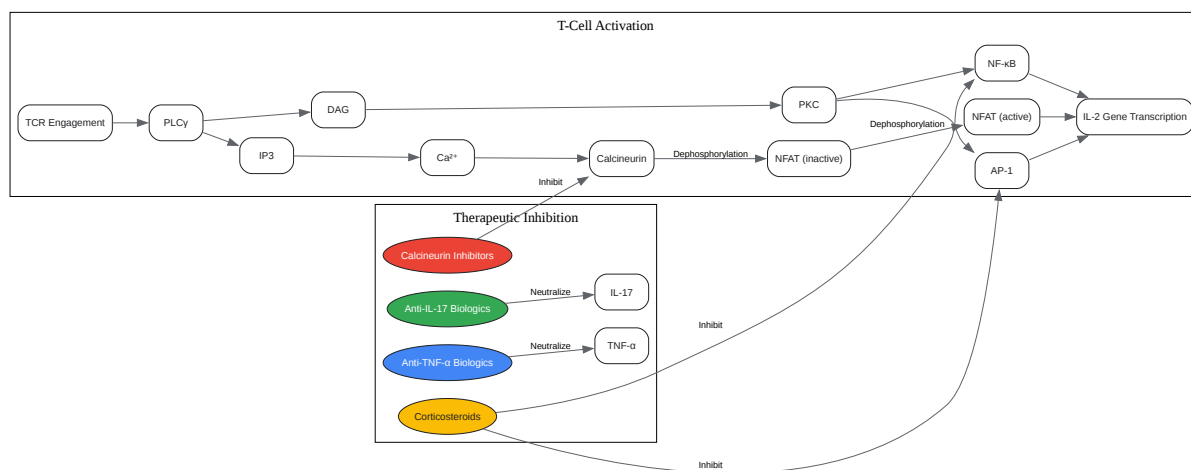 T-Cell Activation
TCR Engagement
PLCγ
DAG
IP3
Ca²⁺
PKC
Calcineurin
Dephosphorylation
NFAT (inactive)
Dephosphorylation
NF-κB
NFAT (active)
AP-1
IL-2 Gene Transcription
Inhibit
Therapeutic Inhibition
Calcineurin Inhibitors
Anti-IL-17 Biologics
Neutralize
IL-17
Anti-TNF-α Biologics
Neutralize
TNF-α
Corticosteroids
Inhibit
Inhibit